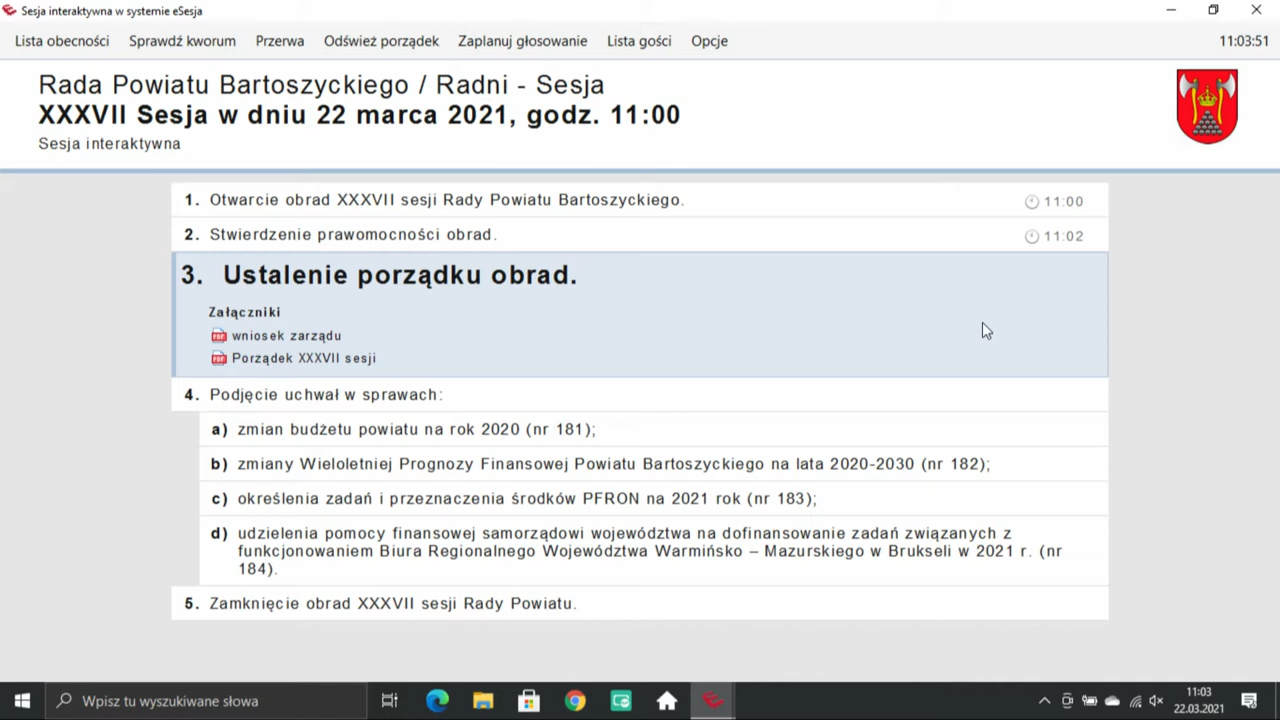 Sesja interaktywna w systemie eSesja
Lista obecności Sprawdź kworum Przerwa Odśwież porządek Zaplanuj głosowanie Lista gości Opcje 11:03:51
Rada Powiatu Bartoszyckiego / Radni - Sesja
XXXVII Sesja w dniu 22 marca 2021, godz. 11:00
Sesja interaktywna
1. Otwarcie obrad XXXVII sesji Rady Powiatu Bartoszyckiego. 11:00
2. Stwierdzenie prawomocności obrad. 11:02
3. Ustalenie porządku obrad.
Załączniki
PDF wniosek zarządu
PDF Porządek XXXVII sesji
4. Podjęcie uchwał w sprawach:
a) zmian budżetu powiatu na rok 2020 (nr 181);
b) zmiany Wieloletniej Prognozy Finansowej Powiatu Bartoszyckiego na lata 2020-2030 (nr 182);
c) określenia zadań i przeznaczenia środków PFRON na 2021 rok (nr 183);
d) udzielenia pomocy finansowej samorządowi województwa na dofinansowanie zadań związanych z
funkcjonowaniem Biura Regionalnego Województwa Warmińsko – Mazurskiego w Brukseli w 2021 r. (nr
184).
5. Zamknięcie obrad XXXVII sesji Rady Powiatu.
Wpisz tu wyszukiwane słowa
11:03
22.03.2021